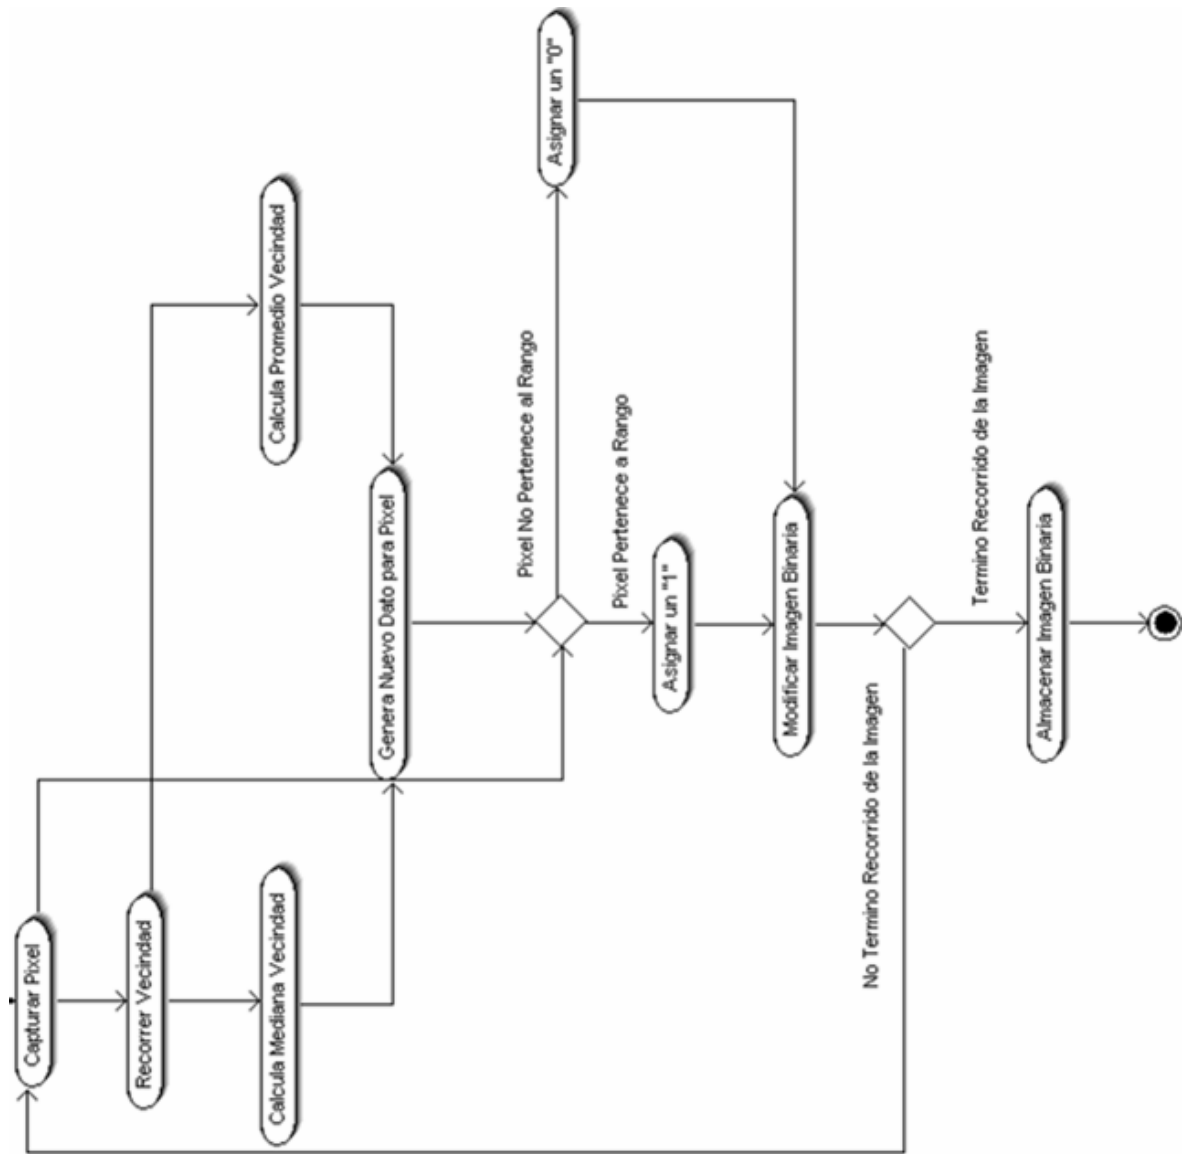 Capturar Pixel
Recorrer Vecindad
Calcula Mediana Vecindad
Calcula Promedio Vecindad
Genera Nuevo Dato para Pixel
Pixel No Pertenece al Rango
Asignar un "0"
Pixel Pertenece a Rango
Asignar un "1"
Modificar Imagen Binaria
No Termino Recorrido de la Imagen
Termino Recorrido de la Imagen
Almacenar Imagen Binaria